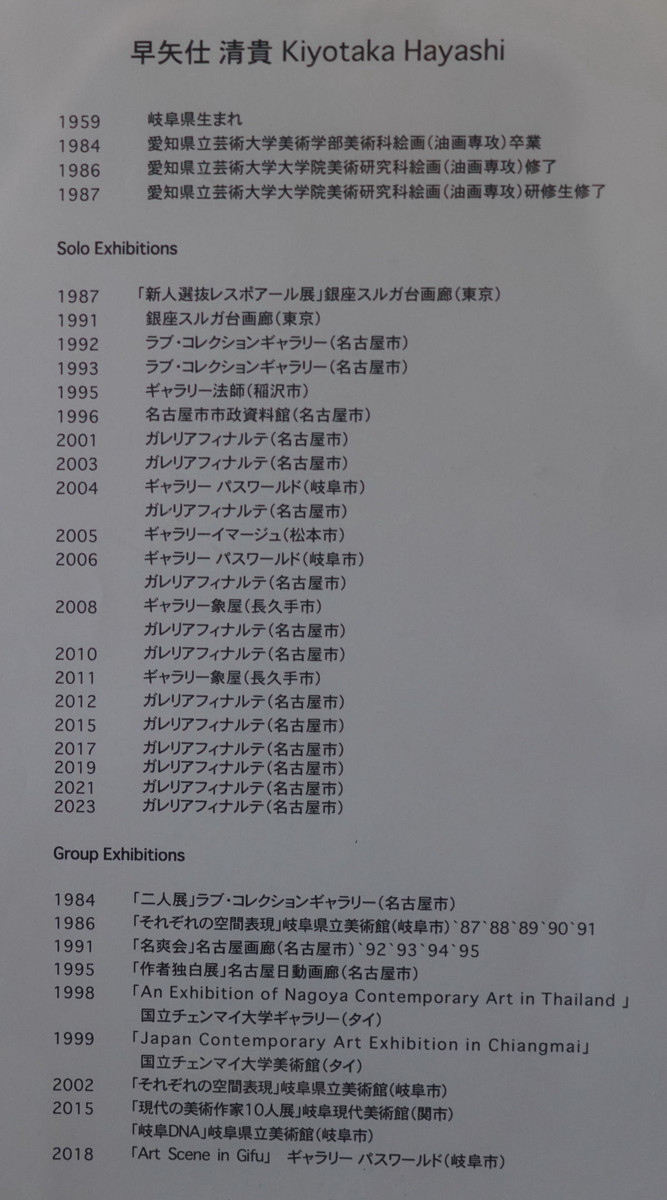 早矢仕 清貴 Kiyotaka Hayashi
1959 岐阜県生まれ
1984 愛知県立芸術大学美術学部美術科絵画(油画専攻)卒業
1986 愛知県立芸術大学大学院美術研究科絵画(油画専攻)修了
1987 愛知県立芸術大学大学院美術研究科絵画(油画専攻)研修生修了
Solo Exhibitions
1987 「新人選抜レスポアール展」銀座スルガ台画廊(東京)
1991 銀座スルガ台画廊(東京)
1992 ラブ・コレクションギャラリー(名古屋市)
1993 ラブ・コレクションギャラリー(名古屋市)
1995 ギャラリー法師(稲沢市)
1996 名古屋市市政資料館(名古屋市)
2001 ガレリアフィナルテ(名古屋市)
2003 ガレリアフィナルテ(名古屋市)
2004 ギャラリー パスワールド(岐阜市)
ガレリアフィナルテ(名古屋市)
2005 ギャラリーイマージュ(松本市)
2006 ギャラリー パスワールド(岐阜市)
ガレリアフィナルテ(名古屋市)
2008 ギャラリー象屋(長久手市)
ガレリアフィナルテ(名古屋市)
2010 ガレリアフィナルテ(名古屋市)
2011 ギャラリー象屋(長久手市)
2012 ガレリアフィナルテ(名古屋市)
2015 ガレリアフィナルテ(名古屋市)
2017 ガレリアフィナルテ(名古屋市)
2019 ガレリアフィナルテ(名古屋市)
2021 ガレリアフィナルテ(名古屋市)
2023 ガレリアフィナルテ(名古屋市)
Group Exhibitions
1984 「二人展」ラブ・コレクションギャラリー(名古屋市)
1986 「それぞれの空間表現」岐阜県立美術館(岐阜市)`87`88`89`90`91
1991 「名爽会」名古屋画廊(名古屋市)`92`93`94`95
1995 「作者独白展」名古屋日動画廊(名古屋市)
1998 「An Exhibition of Nagoya Contemporary Art in Thailand 」
国立チェンマイ大学ギャラリー(タイ)
1999 「Japan Contemporary Art Exhibition in Chiangmai」
国立チェンマイ大学美術館(タイ)
2002 「それぞれの空間表現」岐阜県立美術館(岐阜市)
2015 「現代の美術作家10人展」岐阜現代美術館(関市)
「岐阜DNA」岐阜県立美術館(岐阜市)
2018 「Art Scene in Gifu」 ギャラリー パスワールド(岐阜市)